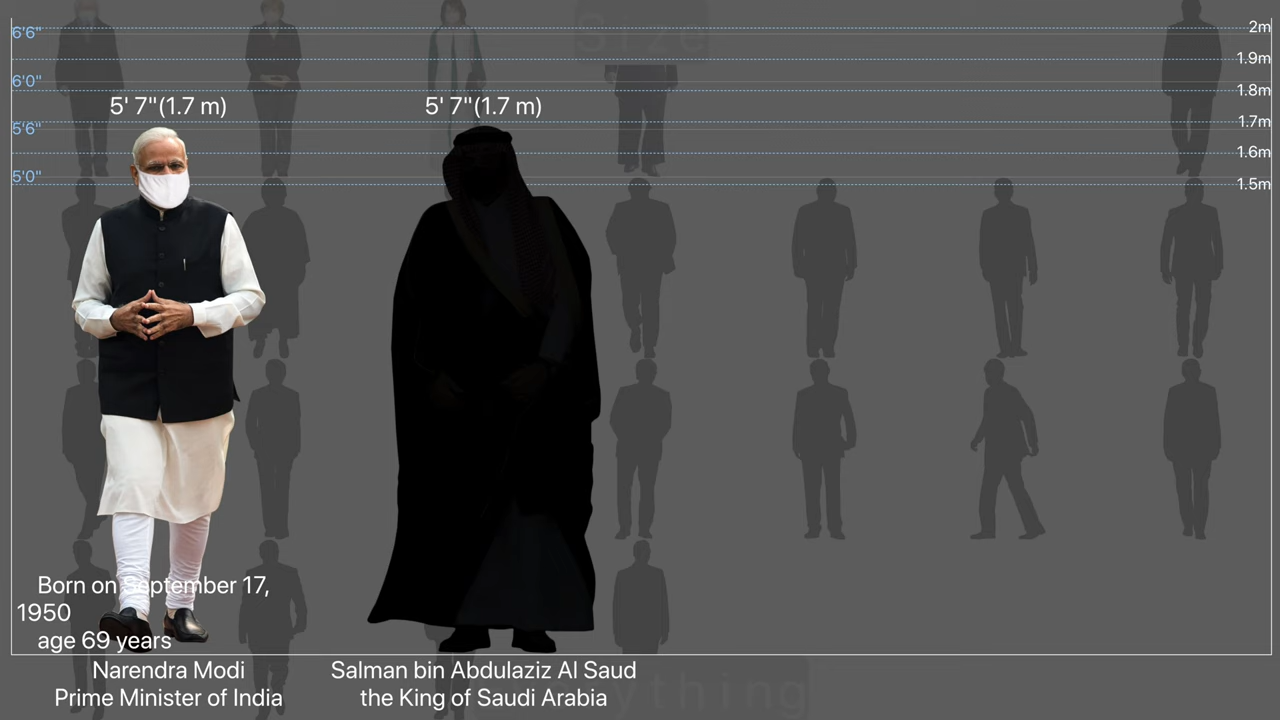 Size
6'6"
2m
1.9m
6'0"
1.8m
5' 7"(1.7 m)
5' 7"(1.7 m)
5'6"
1.7m
1.6m
5'0"
1.5m
Born on September 17,
1950
age 69 years
Narendra Modi
Prime Minister of India
Salman bin Abdulaziz Al Saud
the King of Saudi Arabia
ything